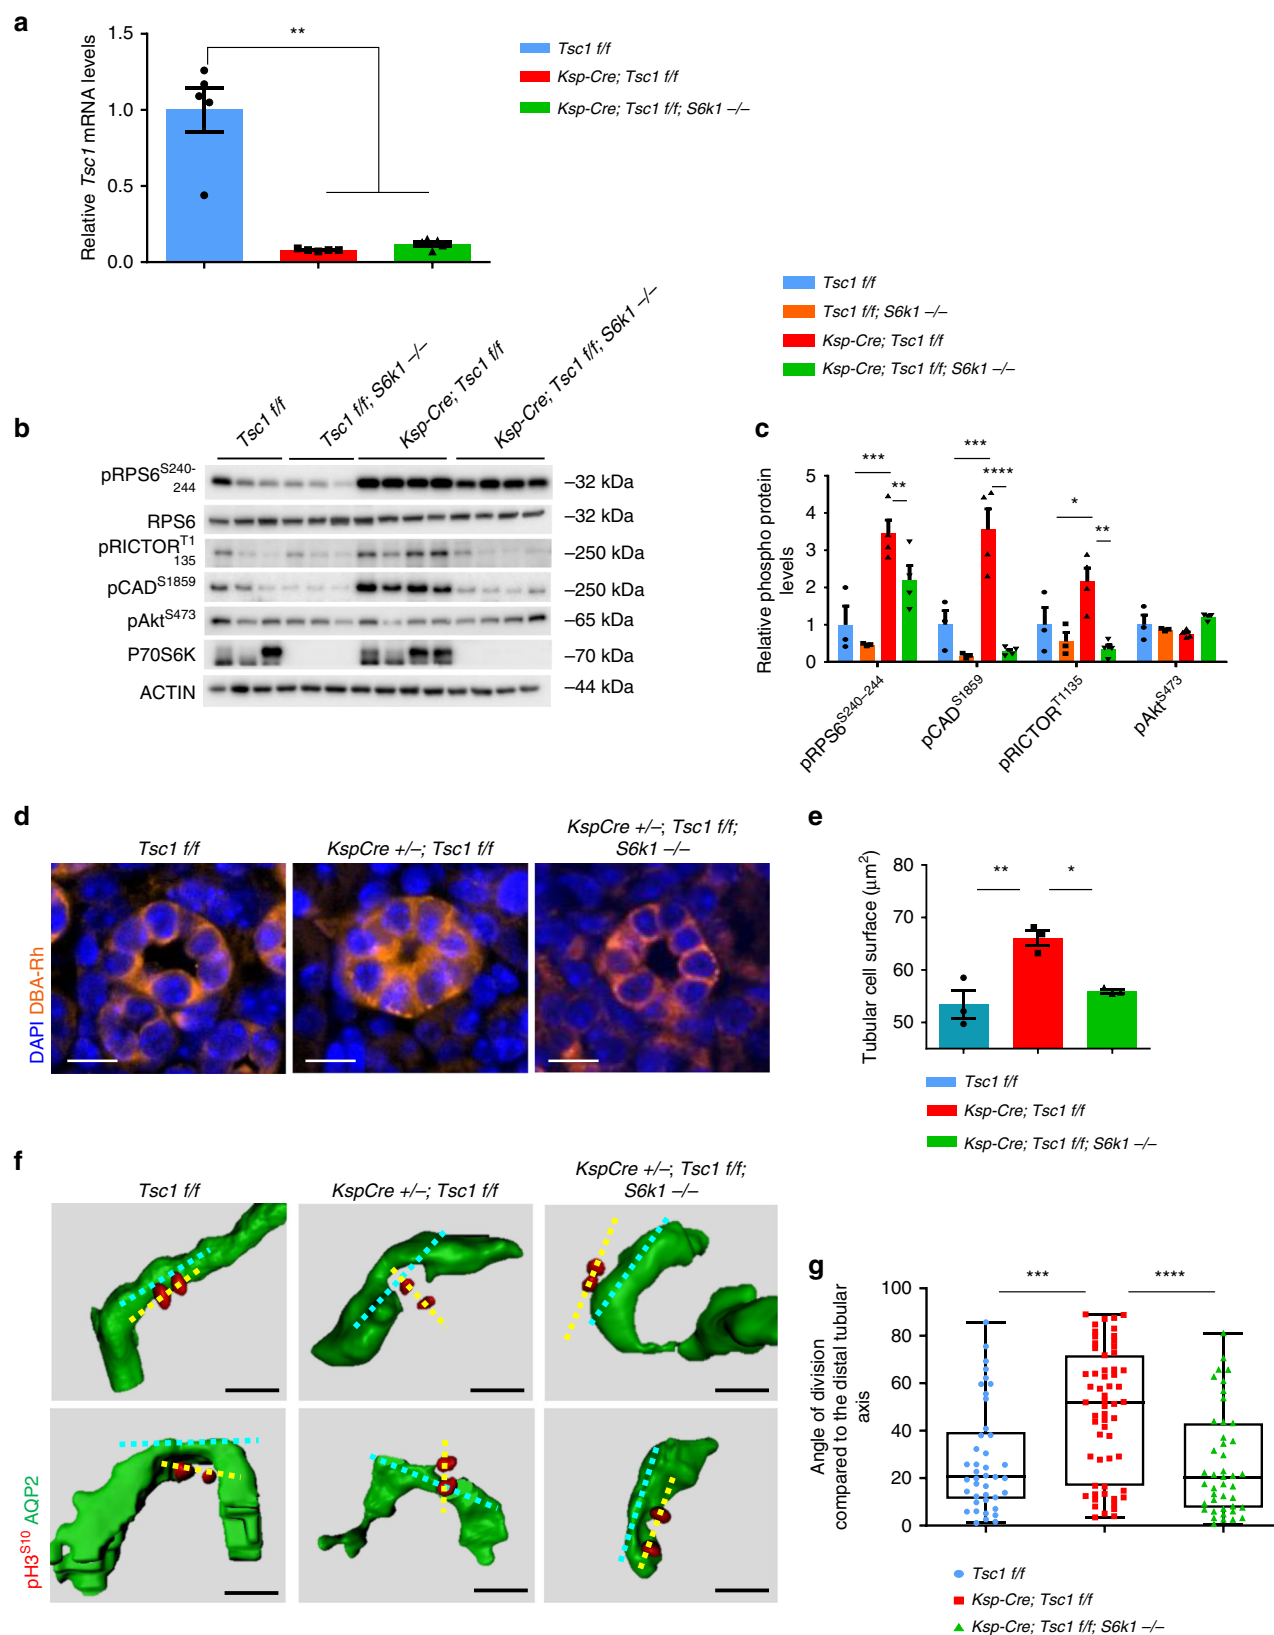 a
Relative Tsc1 mRNA levels
1.5
1.0
0.5
0.0
**
Tsc1 f/f
Ksp-Cre; Tsc1 f/f
Ksp-Cre; Tsc1 f/f; S6k1 –/–
b
Tsc1 f/f
Tsc1 f/f; S6k1 –/–
Ksp-Cre; Tsc1 f/f
Ksp-Cre; Tsc1 f/f; S6k1 –/–
pRPS6S240-
244
–32 kDa
RPS6
–32 kDa
pRICTORT1
135
–250 kDa
pCADS1859
–250 kDa
pAktS473
–65 kDa
P70S6K
–70 kDa
ACTIN
–44 kDa
Tsc1 f/f
Tsc1 f/f; S6k1 –/–
Ksp-Cre; Tsc1 f/f
Ksp-Cre; Tsc1 f/f; S6k1 –/–
c
Relative phospho protein
levels
5
4
3
2
1
0
***
**
***
****
*
**
pRPS6S240–244
pCADS1859
pRICTORT1135
pAktS473
d
Tsc1 f/f
KspCre +/–; Tsc1 f/f
KspCre +/–; Tsc1 f/f;
S6k1 –/–
DAPI DBA-Rh
e
Tubular cell surface (μm2)
80
70
60
50
**
*
Tsc1 f/f
Ksp-Cre; Tsc1 f/f
Ksp-Cre; Tsc1 f/f; S6k1 –/–
f
Tsc1 f/f
KspCre +/–; Tsc1 f/f
KspCre +/–; Tsc1 f/f;
S6k1 –/–
pH3S10 AQP2
g
Angle of division
compared to the distal tubular
axis
100
80
60
40
20
0
***
****
Tsc1 f/f
Ksp-Cre; Tsc1 f/f
Ksp-Cre; Tsc1 f/f; S6k1 –/–